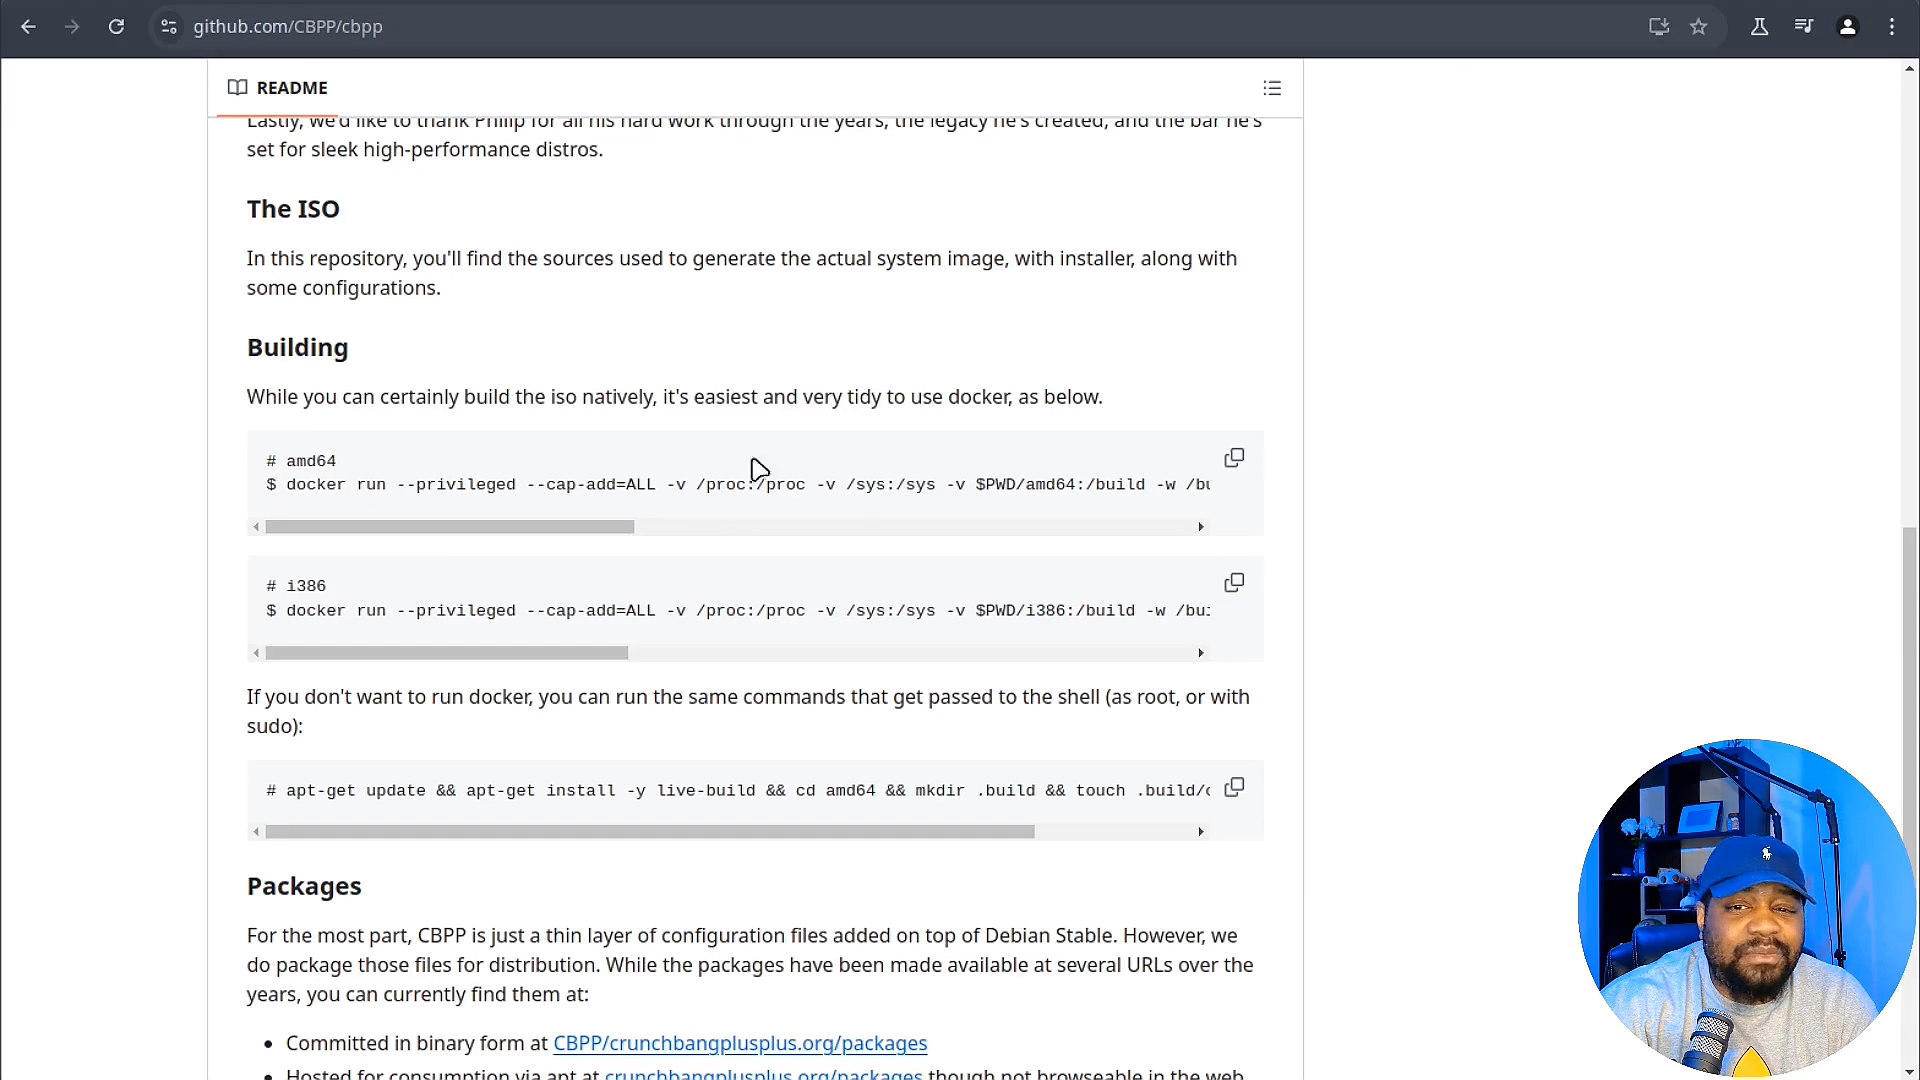 github.com/CBPP/cbpp
README
Lastly, we'd like to thank Philip for all his hard work through the years, the legacy he's created, and the bar he's
set for sleek high-performance distros.
The ISO
In this repository, you'll find the sources used to generate the actual system image, with installer, along with
some configurations.
Building
While you can certainly build the iso natively, it's easiest and very tidy to use docker, as below.
# amd64
$ docker run --privileged --cap-add=ALL -v /proc:/proc -v /sys:/sys -v $PWD/amd64:/build -w /bu
# i386
$ docker run --privileged --cap-add=ALL -v /proc:/proc -v /sys:/sys -v $PWD/i386:/build -w /bui
If you don't want to run docker, you can run the same commands that get passed to the shell (as root, or with
sudo):
# apt-get update && apt-get install -y live-build && cd amd64 && mkdir .build && touch .build/c
Packages
For the most part, CBPP is just a thin layer of configuration files added on top of Debian Stable. However, we
do package those files for distribution. While the packages have been made available at several URLs over the
years, you can currently find them at:
• Committed in binary form at CBPP/crunchbangplusplus.org/packages
• Hosted for consumption via apt at crunchbangplusplus.org/packages though not browseable in the web